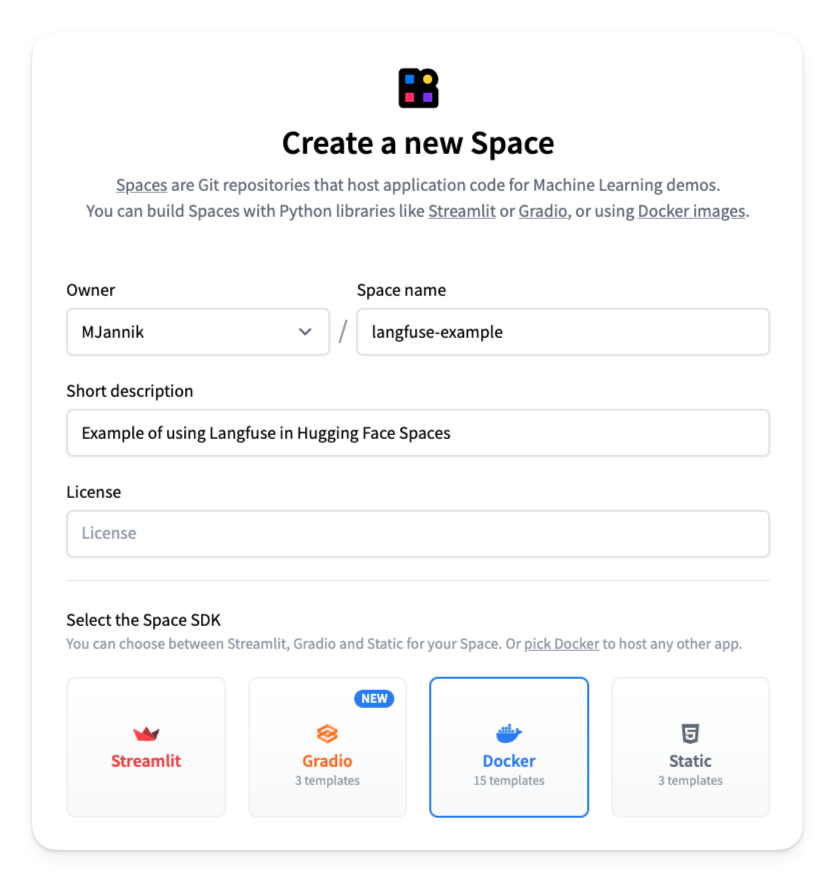 Create a new Space
Spaces are Git repositories that host application code for Machine Learning demos.
You can build Spaces with Python libraries like Streamlit or Gradio, or using Docker images.
Owner
Space name
MJannik
/
langfuse-example
Short description
Example of using Langfuse in Hugging Face Spaces
License
License
Select the Space SDK
You can choose between Streamlit, Gradio and Static for your Space. Or pick Docker to host any other app.
Streamlit
NEW
Gradio
3 templates
Docker
15 templates
Static
3 templates